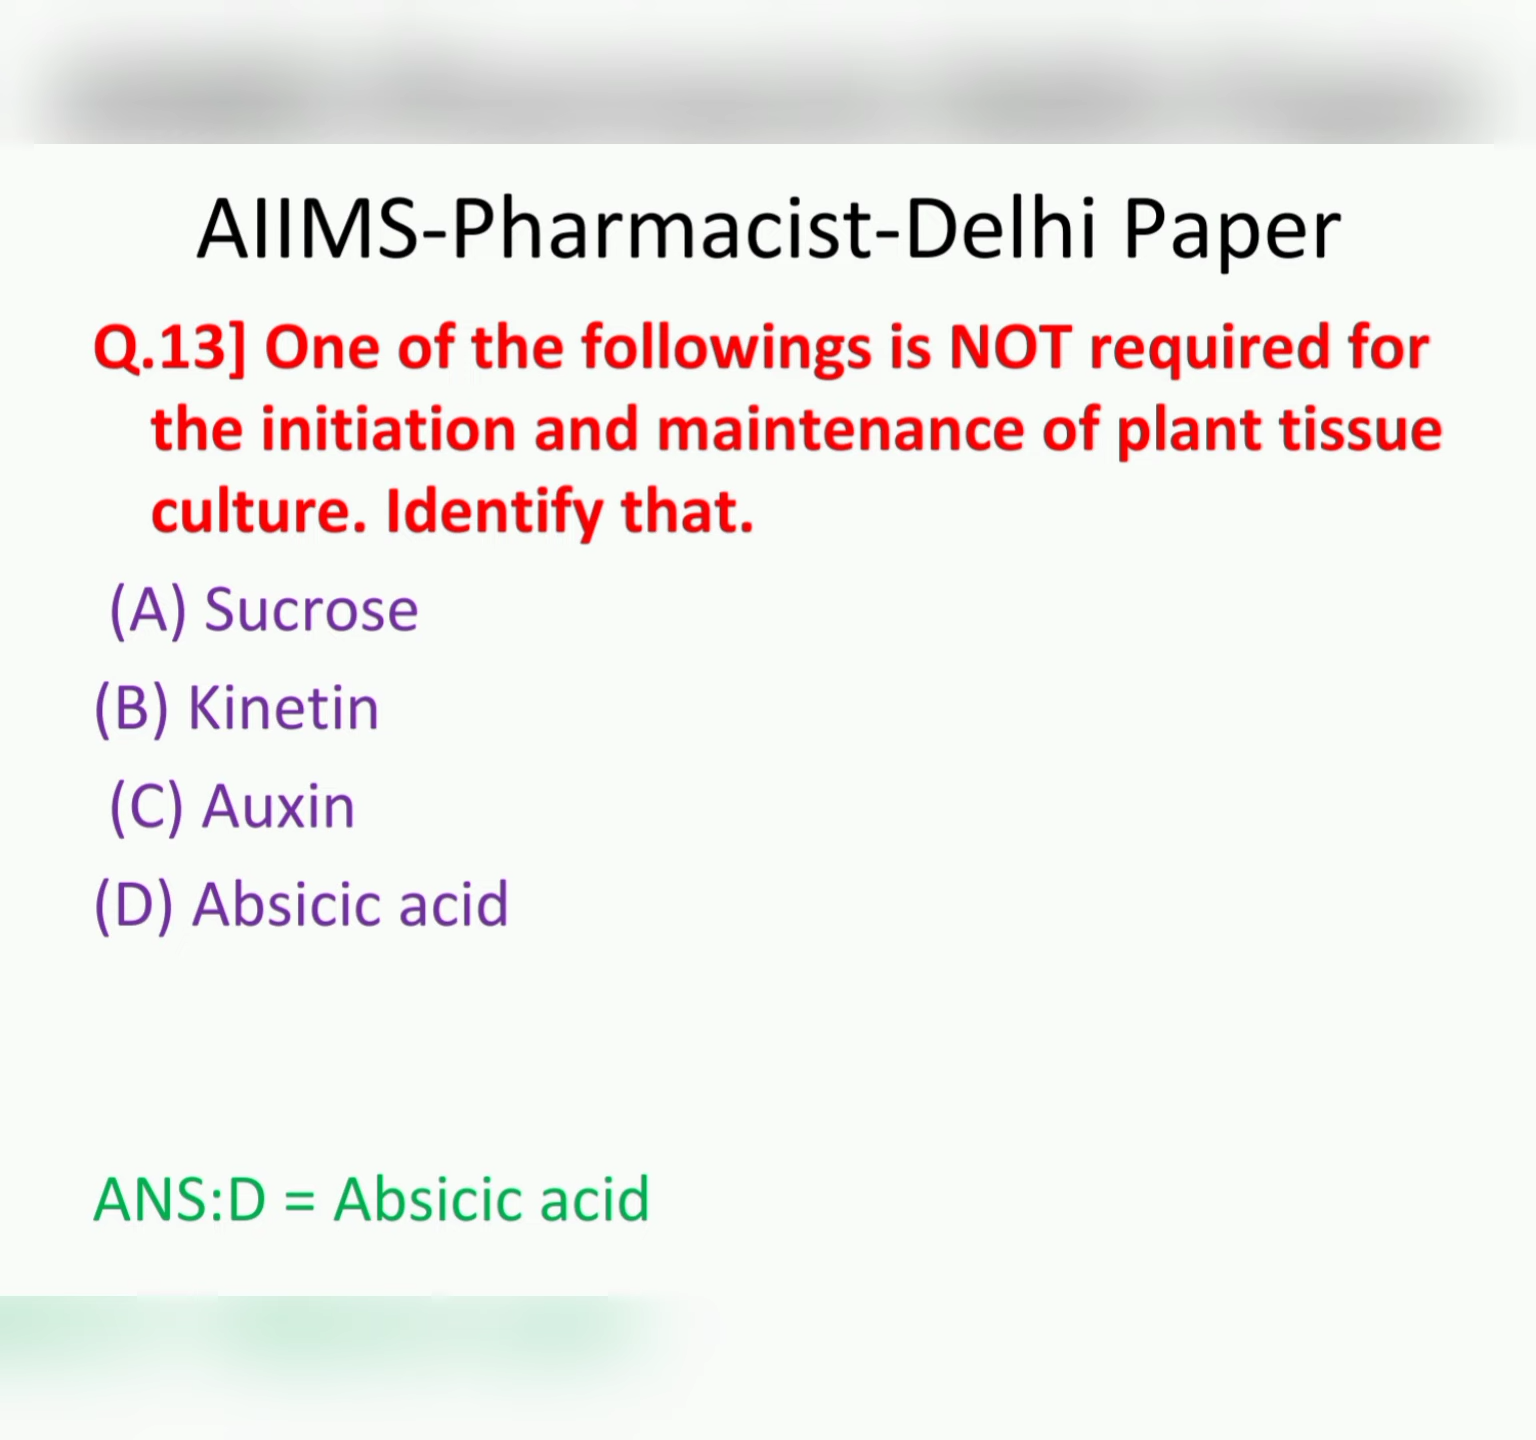 AIIMS-Pharmacist-Delhi Paper
Q.13] One of the followings is NOT required for
the initiation and maintenance of plant tissue
culture. Identify that.
(A) Sucrose
(B) Kinetin
(C) Auxin
(D) Absicic acid
ANS:D = Absicic acid